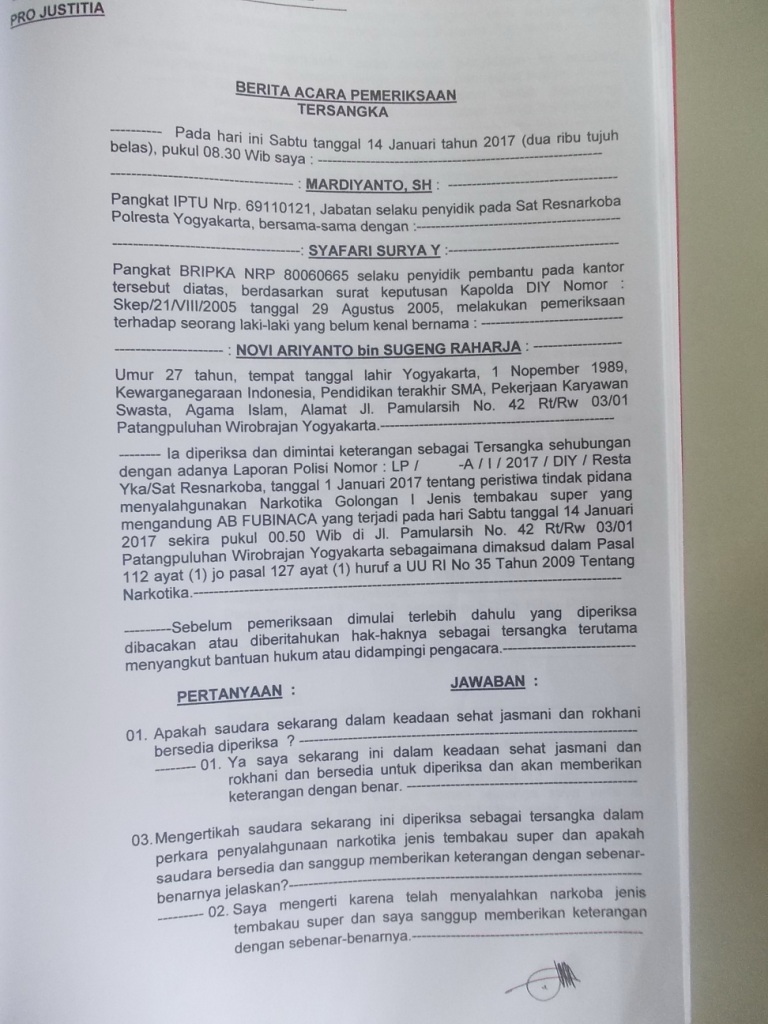 PRO JUSTITIA
BERITA ACARA PEMERIKSAAN
TERSANGKA
---------- Pada hari ini Sabtu tanggal 14 Januari tahun 2017 (dua ribu tujuh
belas), pukul 08.30 Wib saya : ------------------------------------------------
------------------------------- : MARDIYANTO, SH : -----------------------------
Pangkat IPTU Nrp. 69110121, Jabatan selaku penyidik pada Sat Resnarkoba
Polresta Yogyakarta, bersama-sama dengan :-----------------------------------
--------------------------------: SYAFARI SURYA Y :-----------------------------
Pangkat BRIPKA NRP 80060665 selaku penyidik pembantu pada kantor
tersebut diatas, berdasarkan surat keputusan Kapolda DIY Nomor :
Skep/21/VIII/2005 tanggal 29 Agustus 2005, melakukan pemeriksaan
terhadap seorang laki-laki yang belum kenal bernama : ------------------------
------------------- : NOVI ARIYANTO bin SUGENG RAHARJA : ---------------
Umur 27 tahun, tempat tanggal lahir Yogyakarta, 1 Nopember 1989,
Kewarganegaraan Indonesia, Pendidikan terakhir SMA, Pekerjaan Karyawan
Swasta, Agama Islam, Alamat Jl. Pamularsih No. 42 Rt/Rw 03/01
Patangpuluhan Wirobrajan Yogyakarta.----------------------------------------
-------- Ia diperiksa dan dimintai keterangan sebagai Tersangka sehubungan
dengan adanya Laporan Polisi Nomor : LP / -A / I / 2017 / DIY / Resta
Yka/Sat Resnarkoba, tanggal 1 Januari 2017 tentang peristiwa tindak pidana
menyalahgunakan Narkotika Golongan I Jenis tembakau super yang
mengandung AB FUBINACA yang terjadi pada hari Sabtu tanggal 14 Januari
2017 sekira pukul 00.50 Wib di Jl. Pamularsih No. 42 Rt/Rw 03/01
Patangpuluhan Wirobrajan Yogyakarta sebagaimana dimaksud dalam Pasal
112 ayat (1) jo pasal 127 ayat (1) huruf a UU RI No 35 Tahun 2009 Tentang
Narkotika.------------------------------------------------------------------------
---------Sebelum pemeriksaan dimulai terlebih dahulu yang diperiksa
dibacakan atau diberitahukan hak-haknya sebagai tersangka terutama
menyangkut bantuan hukum atau didampingi pengacara.-----------------------
PERTANYAAN : JAWABAN :
01. Apakah saudara sekarang dalam keadaan sehat jasmani dan rokhani
bersedia diperiksa ? ----------------------------------------------------------
-------- 01. Ya saya sekarang ini dalam keadaan sehat jasmani dan
rokhani dan bersedia untuk diperiksa dan akan memberikan
keterangan dengan benar. ----------------------------------------
03. Mengertikah saudara sekarang ini diperiksa sebagai tersangka dalam
perkara penyalahgunaan narkotika jenis tembakau super dan apakah
saudara bersedia dan sanggup memberikan keterangan dengan sebenar-
benarnya jelaskan?-------------------------------------------------------------
--------- 02. Saya mengerti karena telah menyalahkan narkoba jenis
tembakau super dan saya sanggup memberikan keterangan
dengan sebenar-benarnya.----------------------------------------